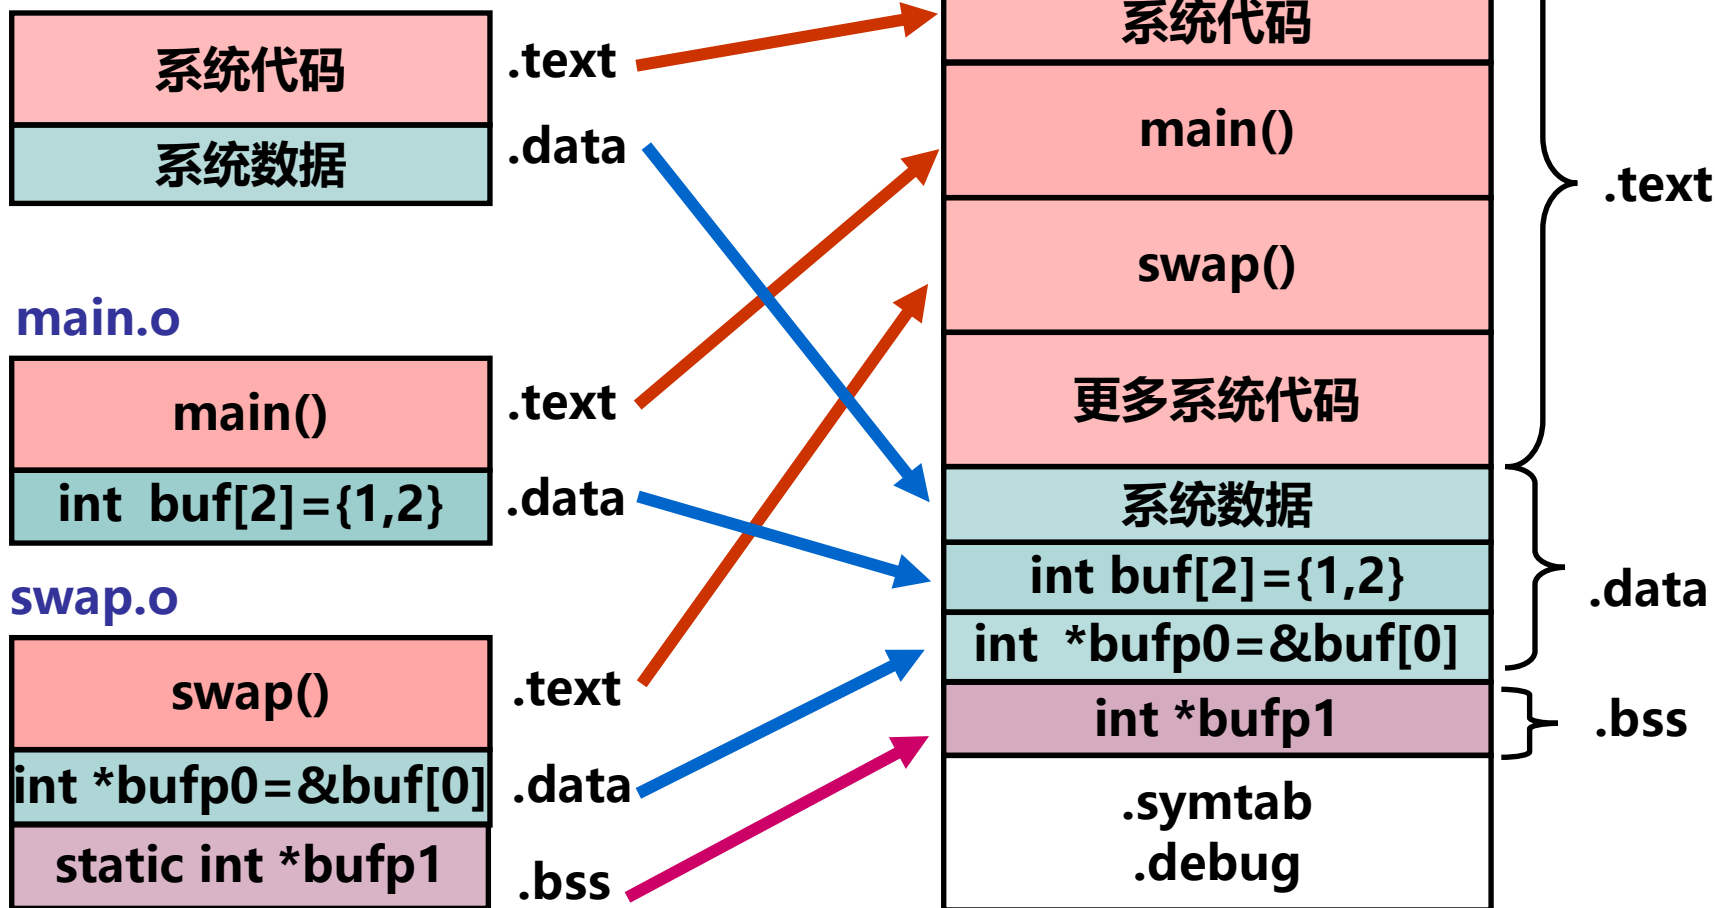 系统代码
.text
系统数据
.data
main.o
main()
.text
int buf[2]={1,2}
.data
swap.o
swap()
.text
int *bufp0=&buf[0]
.data
static int *bufp1
.bss
系统代码
main()
swap()
更多系统代码
.text
系统数据
int buf[2]={1,2}
int *bufp0=&buf[0]
.data
int *bufp1
.bss
.symtab
.debug